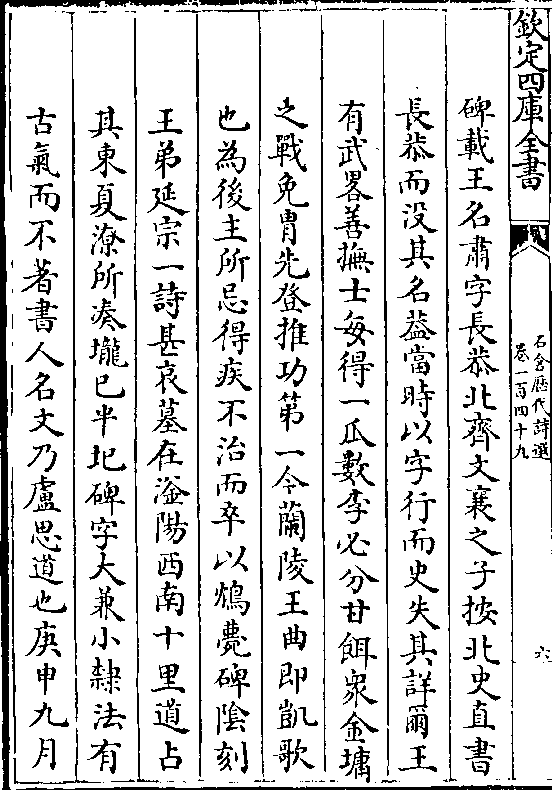 欽定四庫全書
石倉歷代詩選
卷一百四十九
六
碑載王名肅字長恭北齊文襄之子按北史直書
長恭而没其名葢當時以字行而史失其詳爾王
有武畧善撫士每得一瓜數李必分甘餌衆金墉
之戰免胄先登推功第一今蘭陵王曲即凱歌
也為後主所忌得疾不治而卒以鴆薨碑陰刻
王弟延宗一詩甚哀墓在滏陽西南十里道占
其東夏潦所凑壠已半圯碑字大兼小隸法有
古氣而不著書人名文乃盧思道也庚申九月